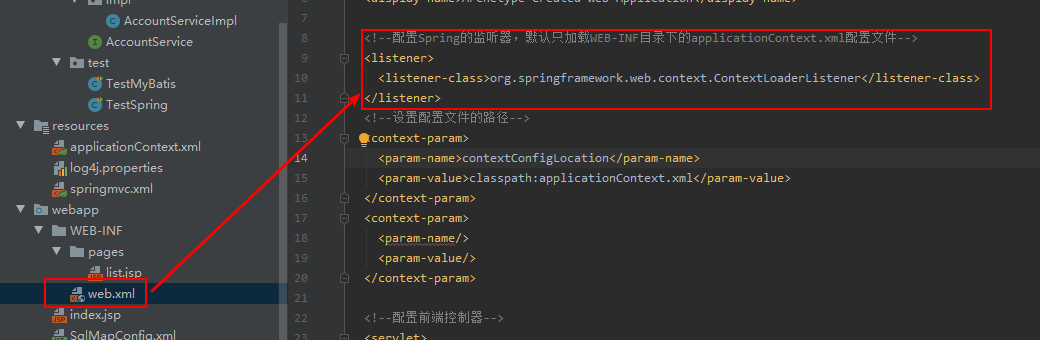 impl
AccountServiceImpl
AccountService
test
TestMyBatis
TestSpring
resources
applicationContext.xml
log4j.properties
springmvc.xml
webapp
WEB-INF
pages
list.jsp
web.xml
index.jsp
SqlMapConfig.xml
<display-name>Archetype Created Web Application</display-name>
7
8 <!--配置Spring的监听器，默认只加载WEB-INF目录下的applicationContext.xml配置文件-->
9 <listener>
10 <listener-class>org.springframework.web.context.ContextLoaderListener</listener-class>
11 </listener>
12 <!--设置配置文件的路径-->
13 <context-param>
14 <param-name>contextConfigLocation</param-name>
15 <param-value>classpath:applicationContext.xml</param-value>
16 </context-param>
17 <context-param>
18 <param-name/>
19 <param-value/>
20 </context-param>
21
22 <!--配置前端控制器-->
23 <servlet>